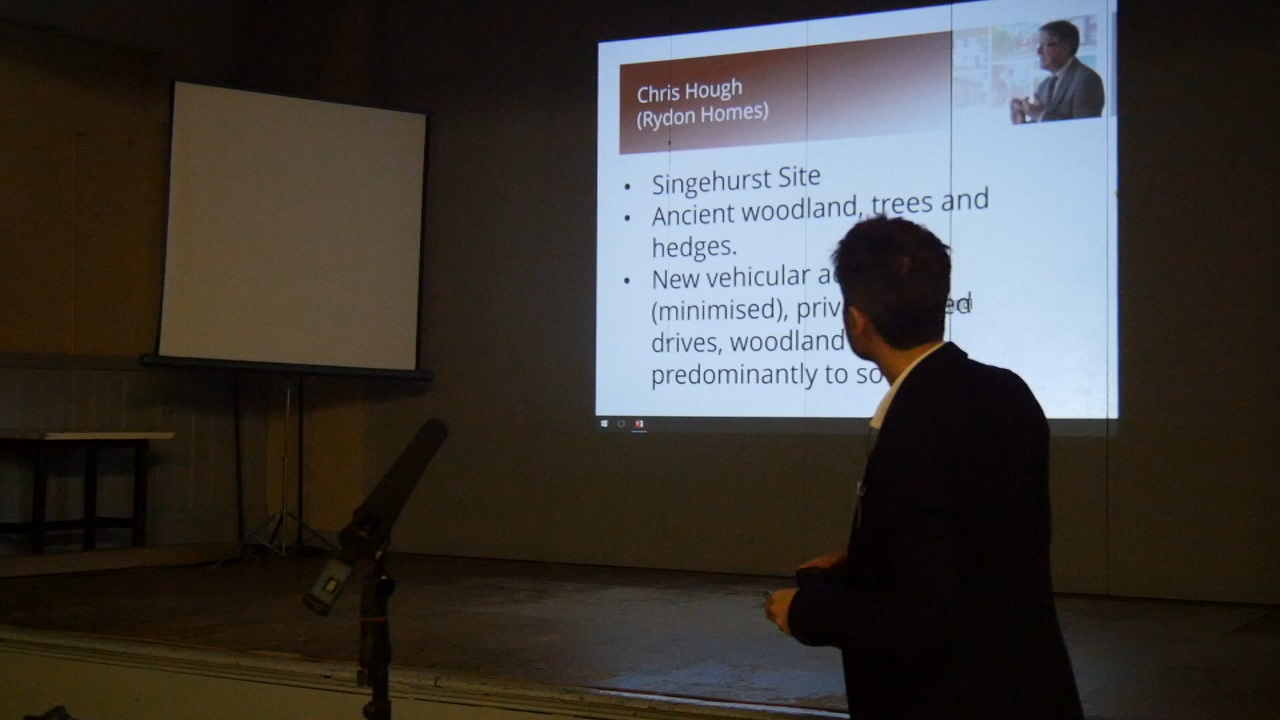 Chris Hough
(Rydon Homes)
• Singehurst Site
• Ancient woodland, trees and
hedges.
• New vehicular
(minimised),
drives, woodland
predominantly to